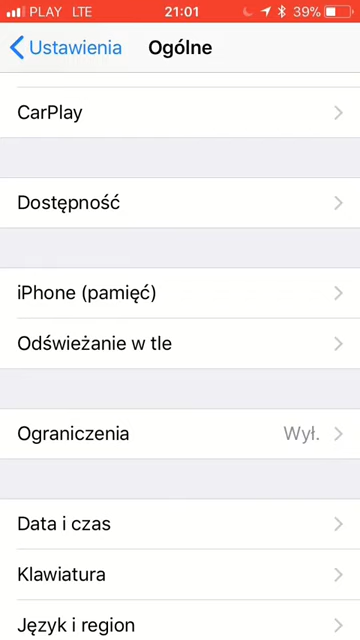 PLAY LTE 21:01 39%
Ustawienia Ogólne
CarPlay
Dostępność
iPhone (pamięć)
Odświeżanie w tle
Ograniczenia Wył.
Data i czas
Klawiatura
Język i region